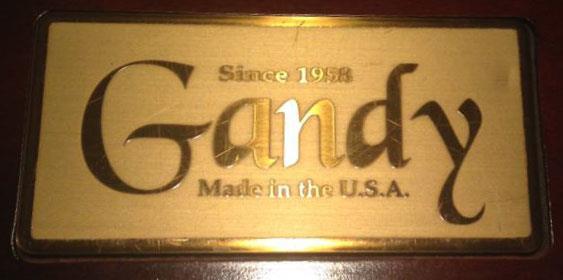 Since 1958
Gandy
Made in the U.S.A.